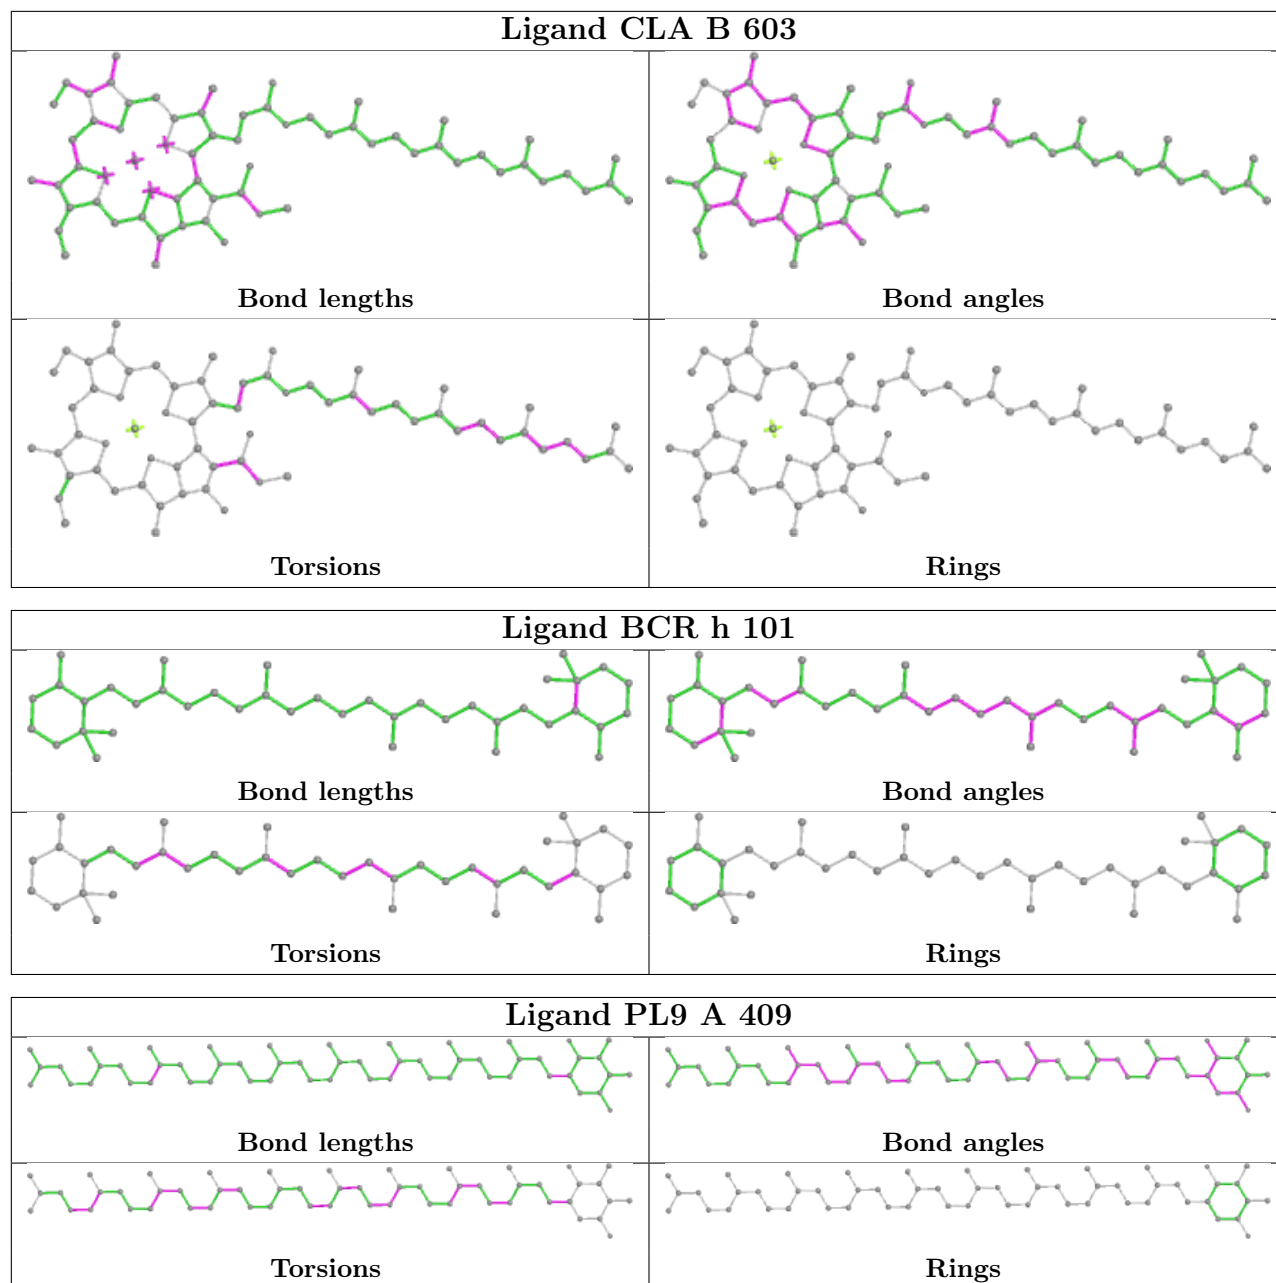 Ligand CLA B 603
Bond lengths
Bond angles
Torsions
Rings
Ligand BCR h 101
Bond lengths
Bond angles
Torsions
Rings
Ligand PL9 A 409
Bond lengths
Bond angles
Torsions
Rings